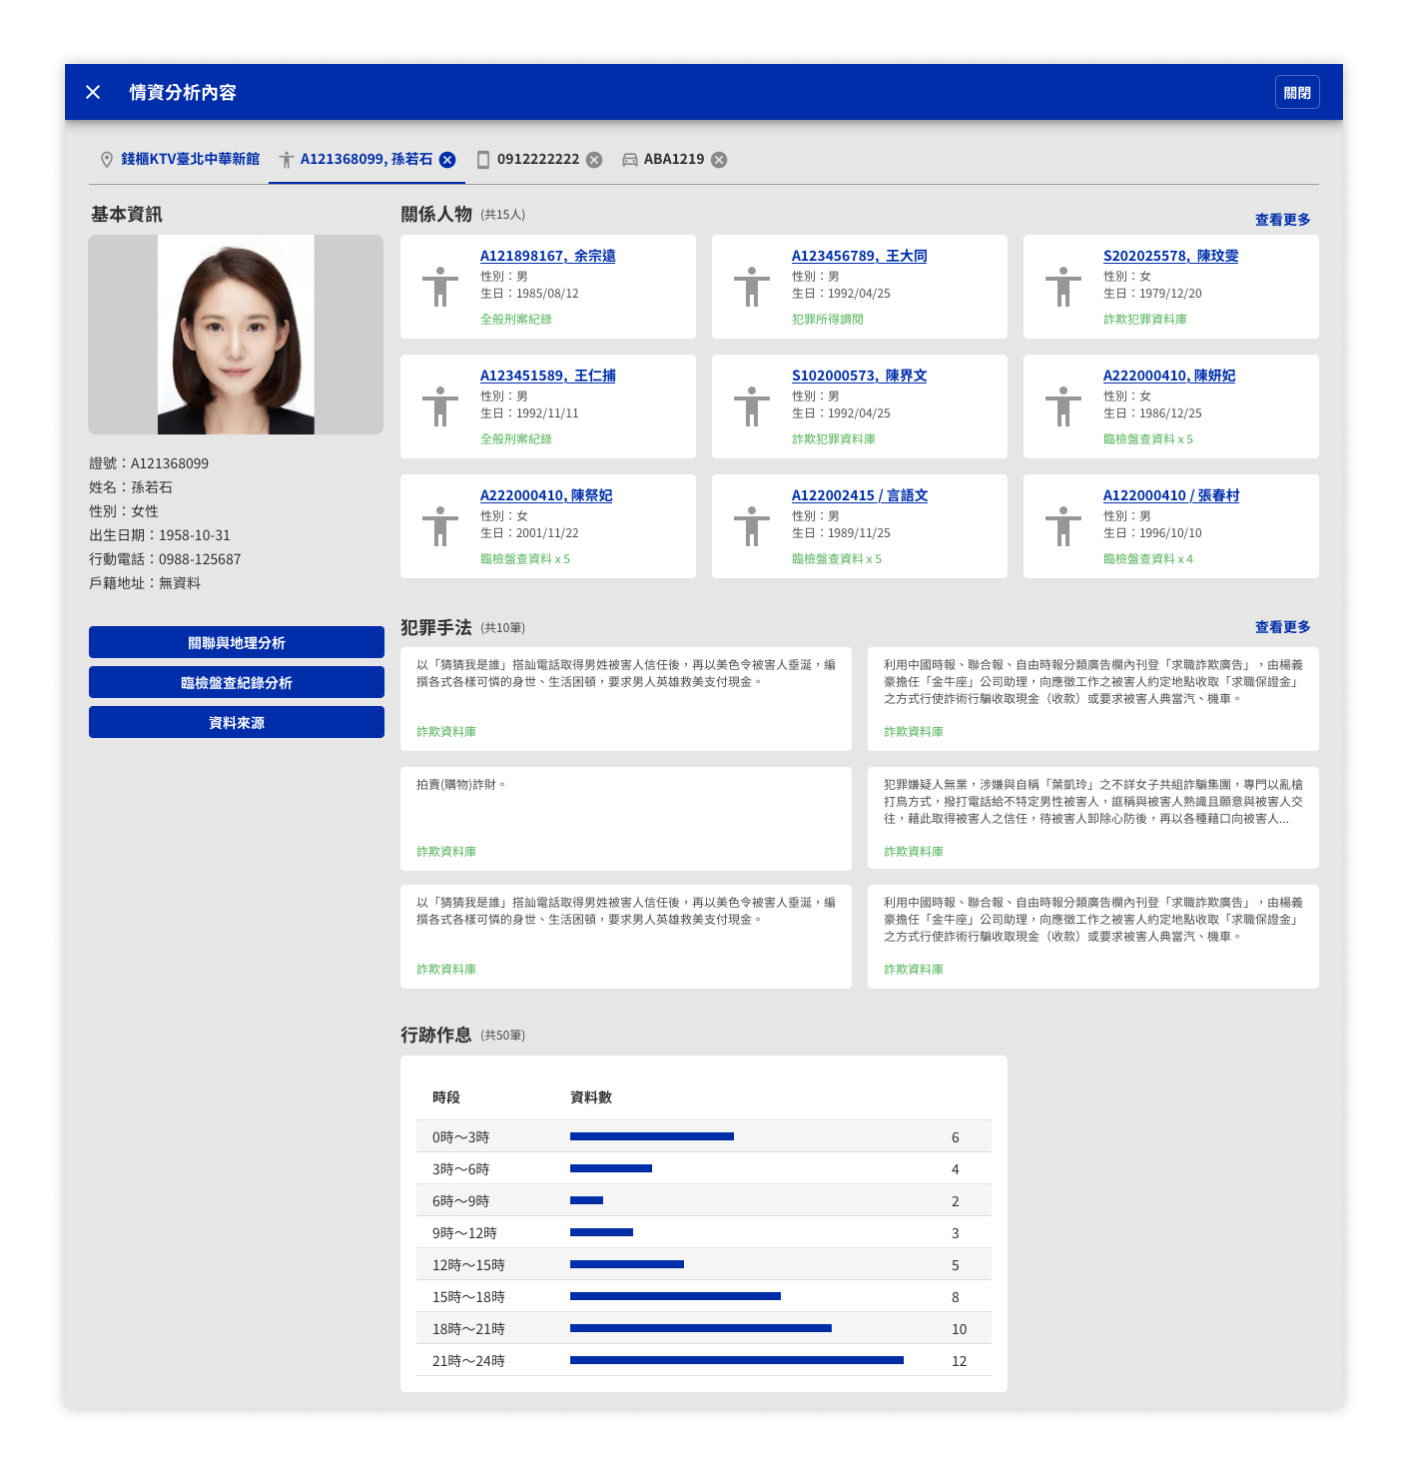 情資分析內容
關閉
錢櫃KTV臺北中華新館
A121368099, 孫若石
0912222222
ABA1219
基本資訊
證號：A121368099
姓名：孫若石
性別：女性
出生日期：1958-10-31
行動電話：0988-125687
戶籍地址：無資料
關聯與地理分析
臨檢盤查紀錄分析
資料來源
關係人物 (共15人)
查看更多
A121898167, 余宗遠
性別：男
生日：1985/08/12
全般刑案紀錄
A123456789, 王大同
性別：男
生日：1992/04/25
犯罪所得調閱
S202025578, 陳玟雯
性別：女
生日：1979/12/20
詐欺犯罪資料庫
A123451589, 王仁捕
性別：男
生日：1992/11/11
全般刑案紀錄
S102000573, 陳界文
性別：男
生日：1992/04/25
詐欺犯罪資料庫
A222000410, 陳妍妃
性別：女
生日：1986/12/25
臨檢盤查資料 x 5
A222000410, 陳祭妃
性別：女
生日：2001/11/22
臨檢盤查資料 x 5
A122002415 / 言語文
性別：男
生日：1989/11/25
臨檢盤查資料 x 5
A122000410 / 張春村
性別：男
生日：1996/10/10
臨檢盤查資料 x 4
犯罪手法 (共10筆)
查看更多
以「猜猜我是誰」搭訕電話取得男姓被害人信任後，再以美色令被害人垂涎，編
撰各式各樣可憐的身世、生活困頓，要求男人英雄救美支付現金。
詐欺資料庫
利用中國時報、聯合報、自由時報分類廣告欄內刊登「求職詐欺廣告」，由楊義
豪擔任「金牛座」公司助理，向應徵工作之被害人約定地點收取「求職保證金」
之方式行使詐術行騙收取現金（收款）或要求被害人典當汽、機車。
詐欺資料庫
拍賣(購物)詐財。
詐欺資料庫
犯罪嫌疑人無業，涉嫌與自稱「葉凱玲」之不詳女子共組詐騙集團，專門以亂槍
打鳥方式，撥打電話給不特定男性被害人，誆稱與被害人熟識且願意與被害人交
往，藉此取得被害人之信任，待被害人卸除心防後，再以各種藉口向被害人...
詐欺資料庫
以「猜猜我是誰」搭訕電話取得男姓被害人信任後，再以美色令被害人垂涎，編
撰各式各樣可憐的身世、生活困頓，要求男人英雄救美支付現金。
詐欺資料庫
利用中國時報、聯合報、自由時報分類廣告欄內刊登「求職詐欺廣告」，由楊義
豪擔任「金牛座」公司助理，向應徵工作之被害人約定地點收取「求職保證金」
之方式行使詐術行騙收取現金（收款）或要求被害人典當汽、機車。
詐欺資料庫
行跡作息 (共50筆)
時段 資料數
0時～3時 6
3時～6時 4
6時～9時 2
9時～12時 3
12時～15時 5
15時～18時 8
18時～21時 10
21時～24時 12